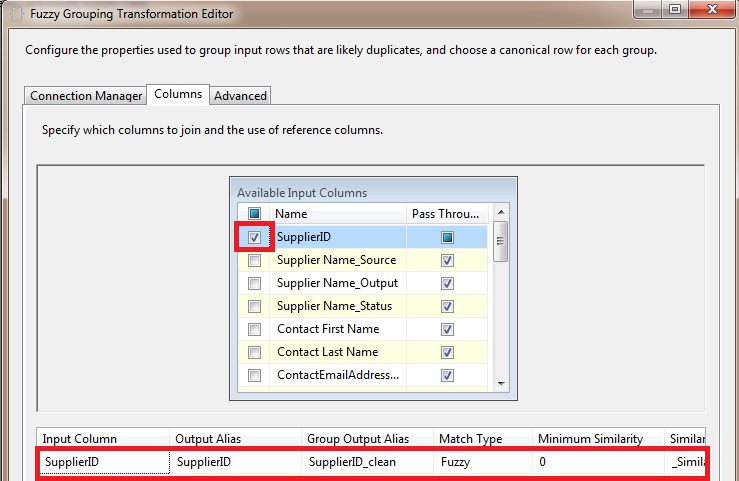 Fuzzy Grouping Transformation Editor
Configure the properties used to group input rows that are likely duplicates, and choose a canonical row for each group.
Connection Manager Columns Advanced
Specify which columns to join and the use of reference columns.
Available Input Columns
Name Pass Throu...
SupplierID
Supplier Name_Source
Supplier Name_Output
Supplier Name_Status
Contact First Name
Contact Last Name
ContactEmailAddress...
Input Column Output Alias Group Output Alias Match Type Minimum Similarity Similar
SupplierID SupplierID SupplierID_clean Fuzzy 0 _Simila